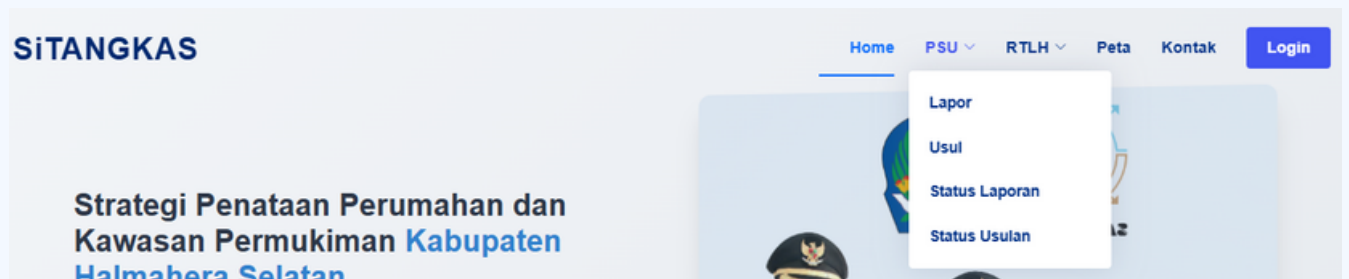 SiTANGKAS
Home PSU RTLH Peta Kontak Login
Lapor
Usul
Status Laporan
Status Usulan
Strategi Penataan Perumahan dan
Kawasan Permukiman Kabupaten
Halmahera Selatan